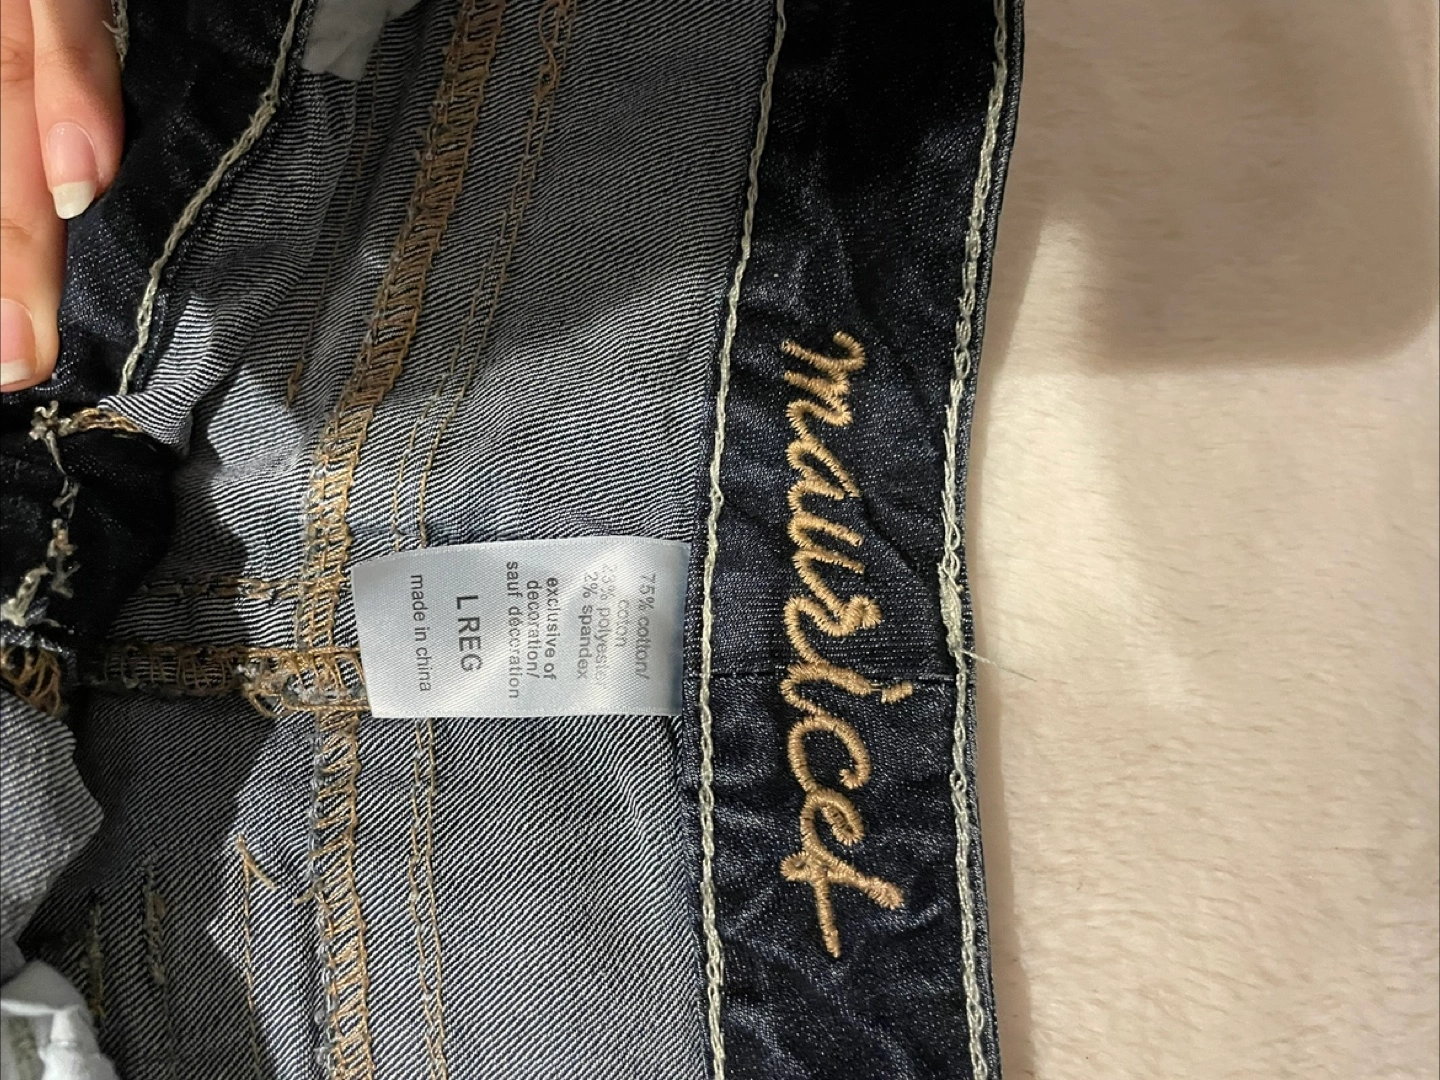 maurices
75% cotton/
coton
23% polyester/
2% spandex
exclusive of
decoration/
sauf décoration
L REG
made in china